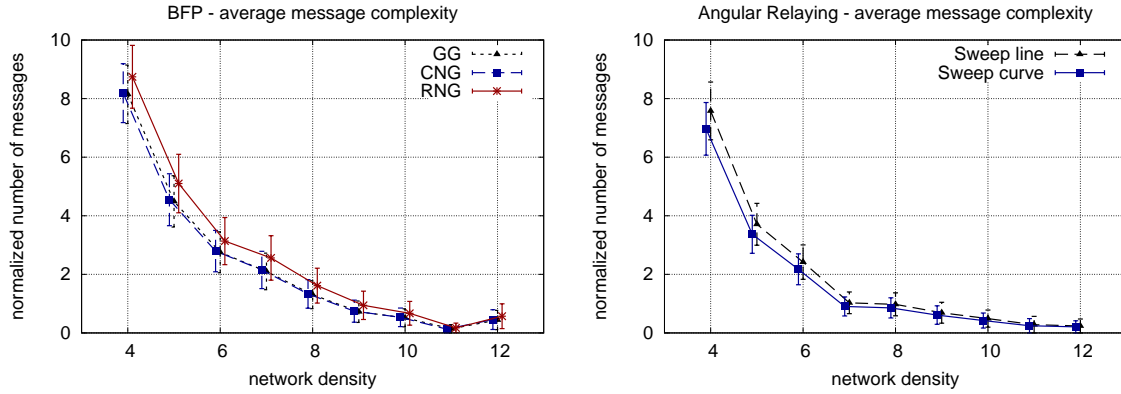 BFP - average message complexity
normalized number of messages
10
8
6
4
2
0
GG
CNG
RNG
4 6 8 10 12
network density
Angular Relaying - average message complexity
normalized number of messages
10
8
6
4
2
0
Sweep line
Sweep curve
4 6 8 10 12
network density